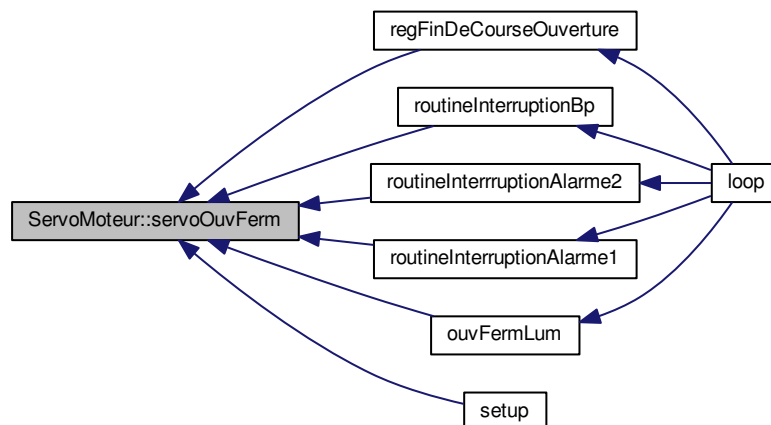 regFinDeCourseOuverture
routineInterruptionBp
routineInterrruptionAlarme2
loop
ServoMoteur::servoOuvFerm
routineInterruptionAlarme1
ouvFermLum
setup